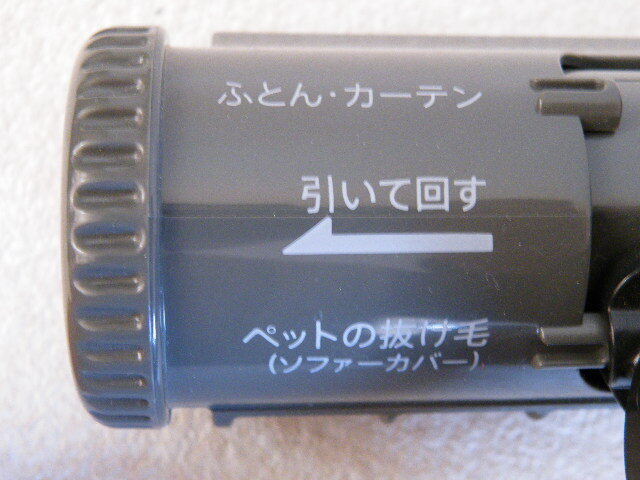 ふとん・カーテン
引いて回す
ペットの抜け毛
(ソファーカバー)